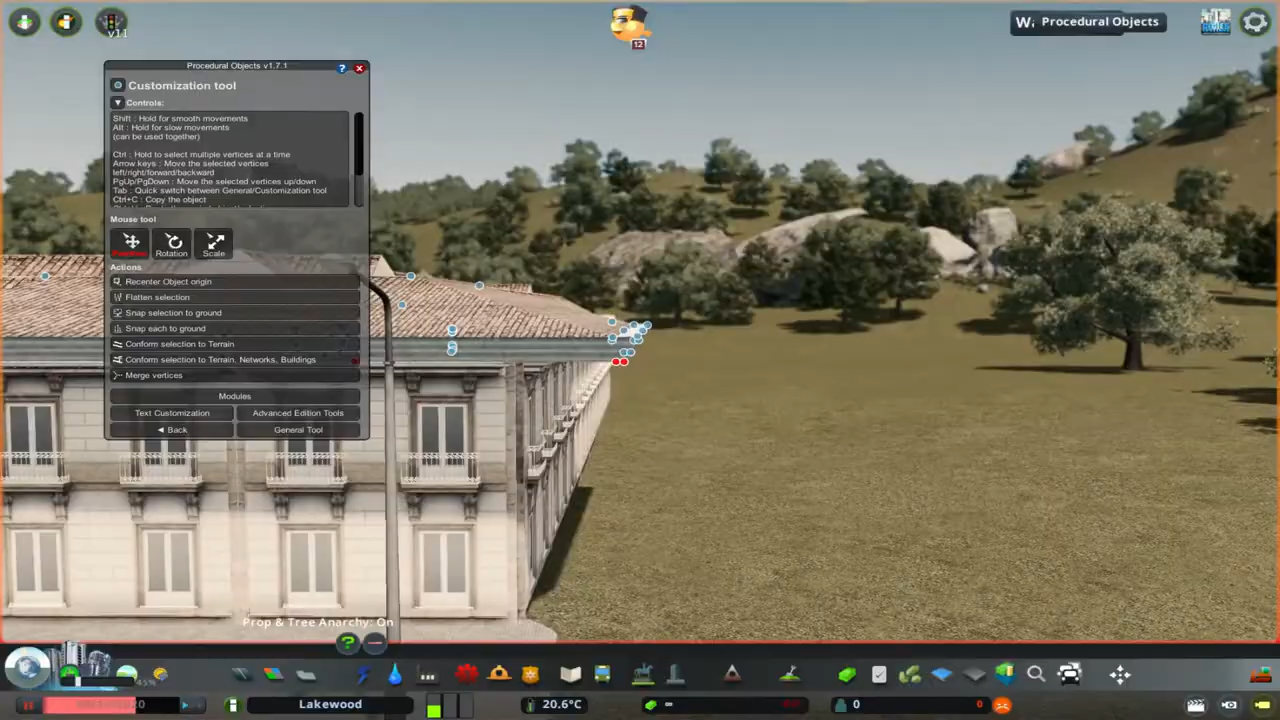 v11
12
W
Procedural Objects
Procedural Objects v1.7.1
?
Customization tool
Controls:
Shift : Hold for smooth movements
Alt : Hold for slow movements
(can be used together)
Ctrl : Hold to select multiple vertices at a time
Arrow keys : Move the selected vertices
left/right/forward/backward
PgUp/PgDown : Move the selected vertices up/down
Tab : Quick switch between General/Customization tool
Ctrl+C : Copy the object
Mouse tool
Position
Rotation
Scale
Actions
Recenter Object origin
Flatten selection
Snap selection to ground
Snap each to ground
Conform selection to Terrain
Conform selection to Terrain, Networks, Buildings
Merge vertices
Modules
Text Customization
Advanced Edition Tools
◄ Back
General Tool
Prop & Tree Anarchy: On
?
45%
Lakewood
20.6°C
∞
0
0